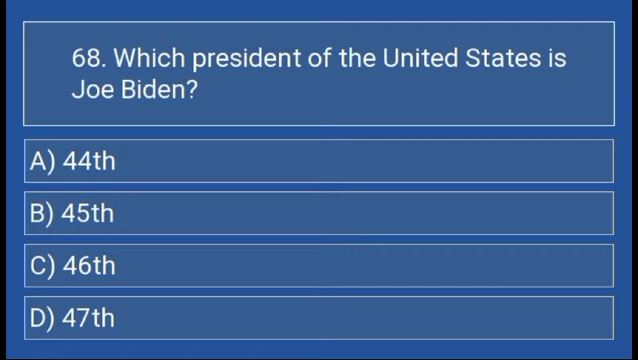 68. Which president of the United States is
Joe Biden?
A) 44th
B) 45th
C) 46th
D) 47th